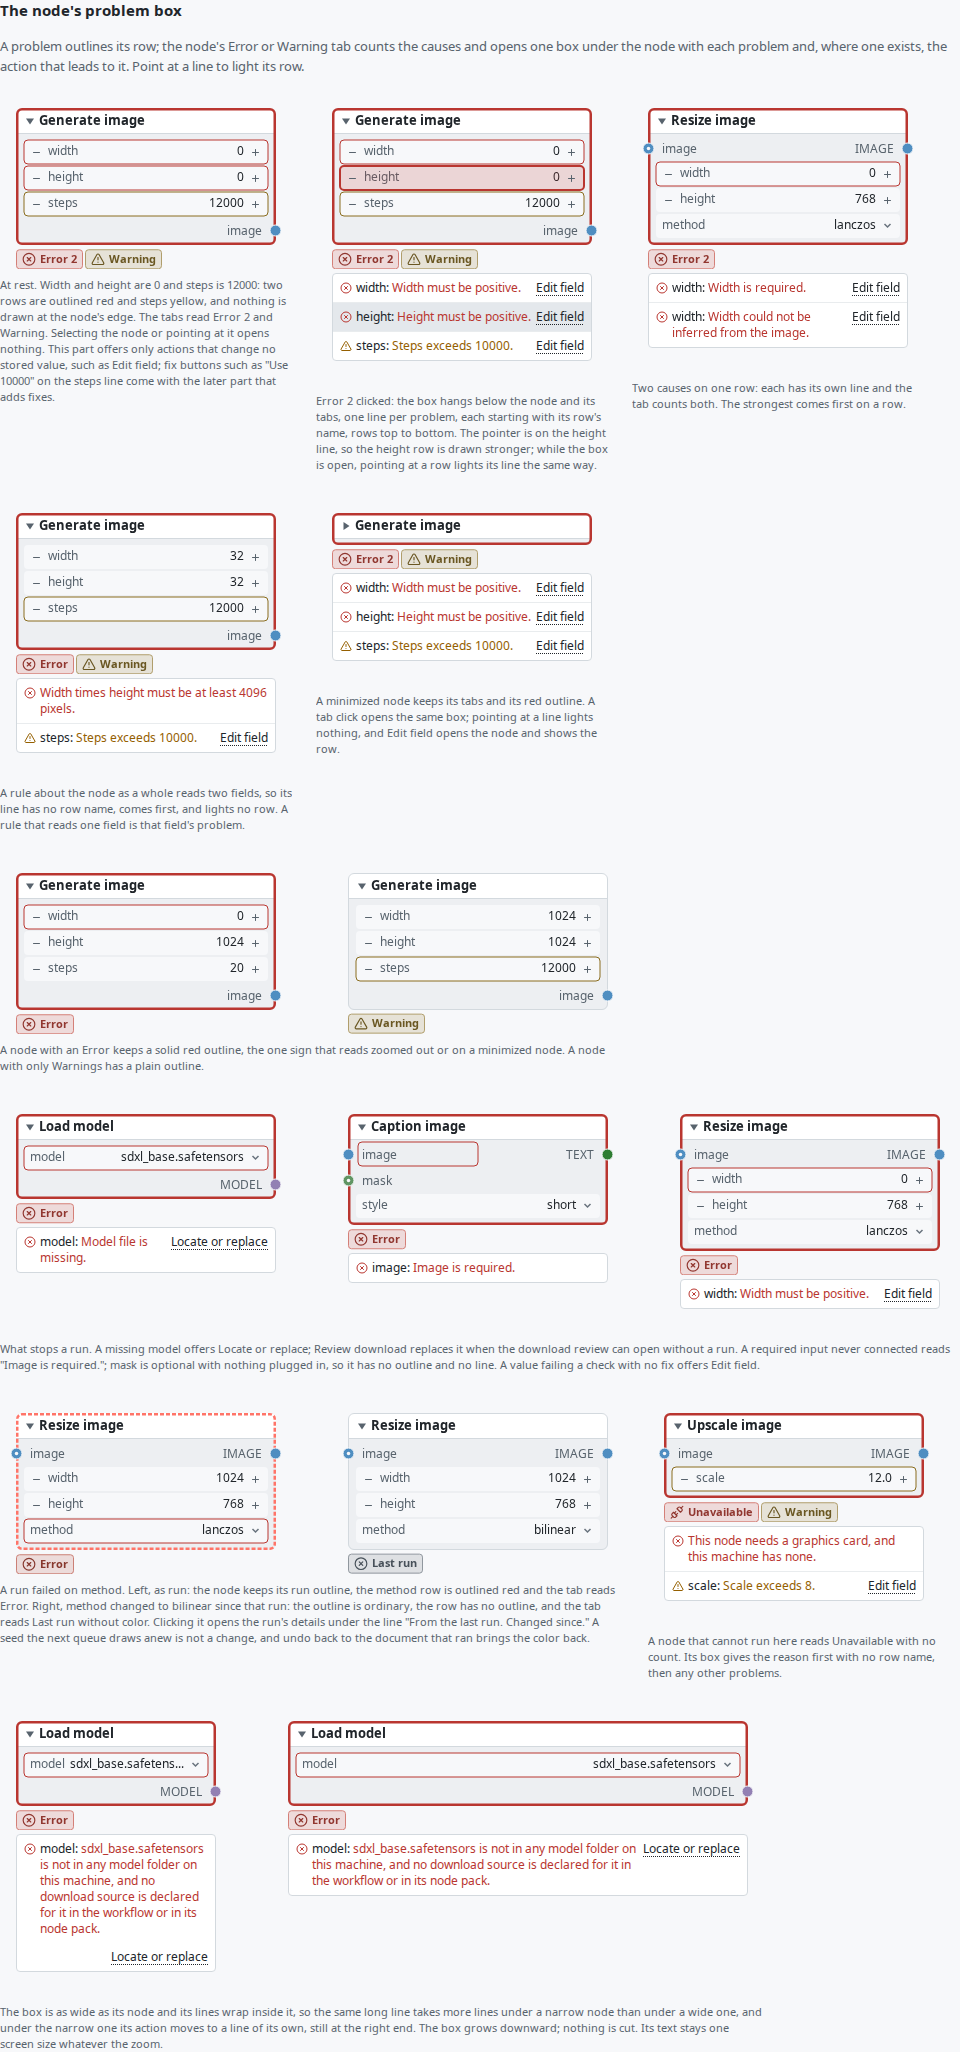 The node's problem box
A problem outlines its row; the node's Error or Warning tab counts the causes and opens one box under the node with each problem and, where one exists, the
action that leads to it. Point at a line to light its row.
Generate image
– width 0 +
– height 0 +
– steps 12000 +
image
Error 2 Warning
At rest. Width and height are 0 and steps is 12000: two
rows are outlined red and steps yellow, and nothing is
drawn at the node's edge. The tabs read Error 2 and
Warning. Selecting the node or pointing at it opens
nothing. This part offers only actions that change no
stored value, such as Edit field; fix buttons such as "Use
10000" on the steps line come with the later part that
adds fixes.
Generate image
– width 0 +
– height 0 +
– steps 12000 +
image
Error 2 Warning
width: Width must be positive. Edit field
height: Height must be positive. Edit field
steps: Steps exceeds 10000. Edit field
Error 2 clicked: the box hangs below the node and its
tabs, one line per problem, each starting with its row's
name, rows top to bottom. The pointer is on the height
line, so the height row is drawn stronger; while the box
is open, pointing at a row lights its line the same way.
Resize image
image IMAGE
– width 0 +
– height 768 +
method lanczos
Error 2
width: Width is required. Edit field
width: Width could not be Edit field
inferred from the image.
Two causes on one row: each has its own line and the
tab counts both. The strongest comes first on a row.
Generate image
– width 32 +
– height 32 +
– steps 12000 +
image
Error Warning
Width times height must be at least 4096
pixels.
steps: Steps exceeds 10000. Edit field
A rule about the node as a whole reads two fields, so its
line has no row name, comes first, and lights no row. A
rule that reads one field is that field's problem.
Generate image
Error 2 Warning
width: Width must be positive. Edit field
height: Height must be positive. Edit field
steps: Steps exceeds 10000. Edit field
A minimized node keeps its tabs and its red outline. A
tab click opens the same box; pointing at a line lights
nothing, and Edit field opens the node and shows the
row.
Generate image
– width 0 +
– height 1024 +
– steps 20 +
image
Error
Generate image
– width 1024 +
– height 1024 +
– steps 12000 +
image
Warning
A node with an Error keeps a solid red outline, the one sign that reads zoomed out or on a minimized node. A node
with only Warnings has a plain outline.
Load model
model sdxl_base.safetensors
MODEL
Error
model: Model file is Locate or replace
missing.
Caption image
image TEXT
mask
style short
Error
image: Image is required.
Resize image
image IMAGE
– width 0 +
– height 768 +
method lanczos
Error
width: Width must be positive. Edit field
What stops a run. A missing model offers Locate or replace; Review download replaces it when the download review can open without a run. A required input never connected reads
"Image is required."; mask is optional with nothing plugged in, so it has no outline and no line. A value failing a check with no fix offers Edit field.
Resize image
image IMAGE
– width 1024 +
– height 768 +
method lanczos
Error
Resize image
image IMAGE
– width 1024 +
– height 768 +
method bilinear
Last run
A run failed on method. Left, as run: the node keeps its run outline, the method row is outlined red and the tab reads
Error. Right, method changed to bilinear since that run: the outline is ordinary, the row has no outline, and the tab
reads Last run without color. Clicking it opens the run's details under the line "From the last run. Changed since." A
seed the next queue draws anew is not a change, and undo back to the document that ran brings the color back.
Upscale image
image IMAGE
– scale 12.0 +
Unavailable Warning
This node needs a graphics card, and
this machine has none.
scale: Scale exceeds 8. Edit field
A node that cannot run here reads Unavailable with no
count. Its box gives the reason first with no row name,
then any other problems.
Load model
model sdxl_base.safetens...
MODEL
Error
model: sdxl_base.safetensors
is not in any model folder on
this machine, and no
download source is declared
for it in the workflow or in its
node pack.
Locate or replace
Load model
model sdxl_base.safetensors
MODEL
Error
model: sdxl_base.safetensors is not in any model folder on Locate or replace
this machine, and no download source is declared for it in
the workflow or in its node pack.
The box is as wide as its node and its lines wrap inside it, so the same long line takes more lines under a narrow node than under a wide one, and
under the narrow one its action moves to a line of its own, still at the right end. The box grows downward; nothing is cut. Its text stays one
screen size whatever the zoom.